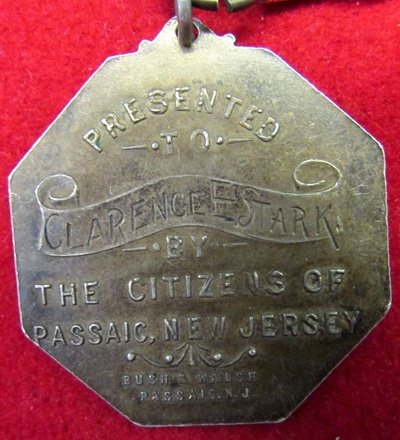 PRESENTED
TO
CLARENCE E STARK.
BY
THE CITIZENS OF
PASSAIC, NEW JERSEY
BUSH & WALSH
PASSAIC, N.J.